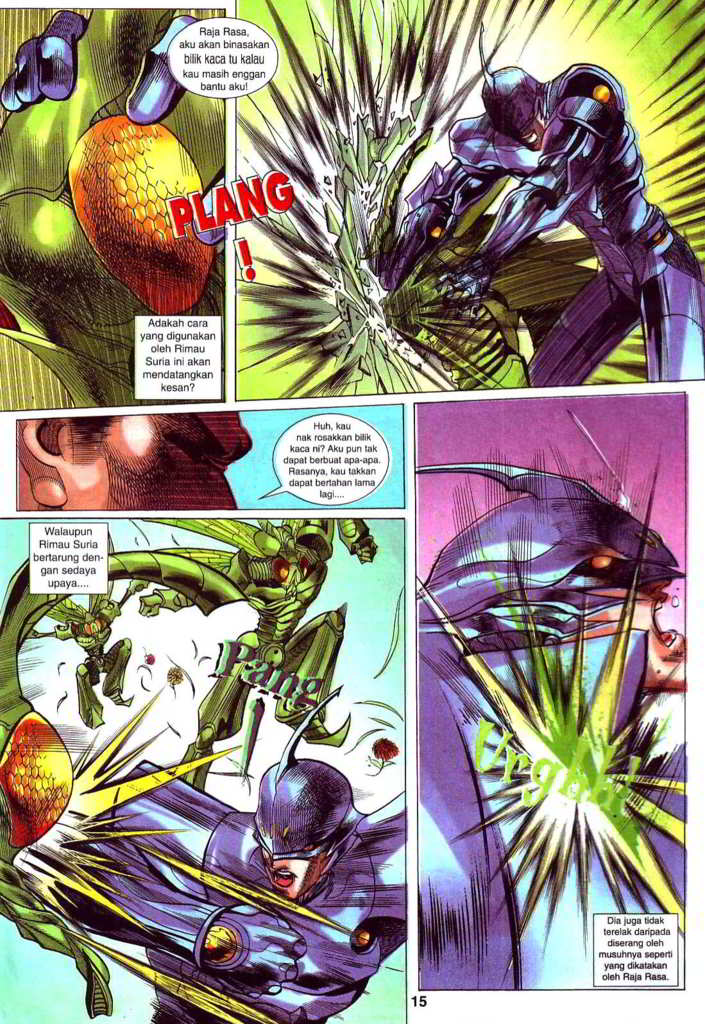 Raja Rasa,
aku akan binasakan
bilik kaca tu kalau
kau masih enggan
bantu aku!
PLANG
!
Adakah cara
yang digunakan
oleh Rimau
Suria ini akan
mendatangkan
kesan?
Huh, kau
nak rosakkan bilik
kaca ni? Aku pun tak
dapat berbuat apa-apa.
Rasanya, kau takkan
dapat bertahan lama
lagi....
Walaupun
Rimau Suria
bertarung den-
gan sedaya
upaya....
Pang
!
Urghh!
Dia juga tidak
terelak daripada
diserang oleh
musuhnya seperti
yang dikatakan
oleh Raja Rasa.
15